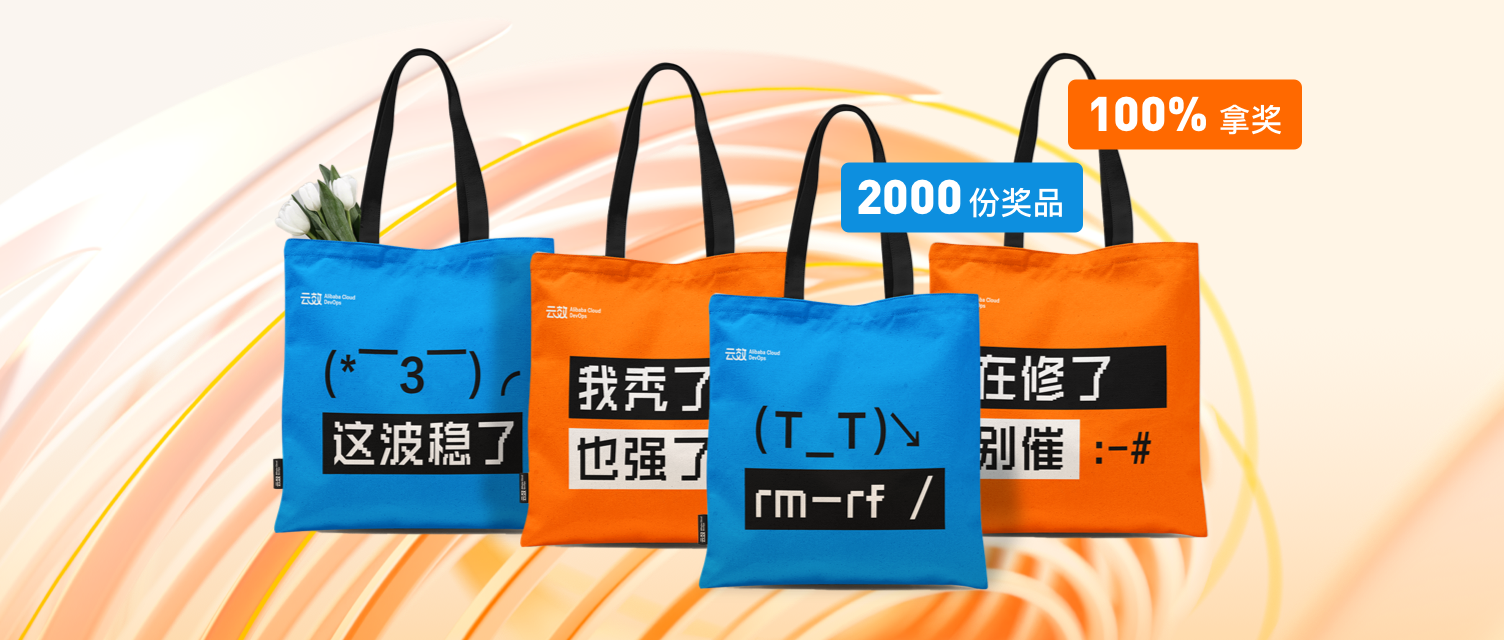 100% 拿奖
2000 份奖品
云效 Alibaba Cloud
DevOps
(*￣3￣)╭
这波稳了
云效 Alibaba Cloud
DevOps
我秃了
也强了
云效 Alibaba Cloud
DevOps
(T_T)↘
rm-rf /
Cloud
在修了
别催 :-#